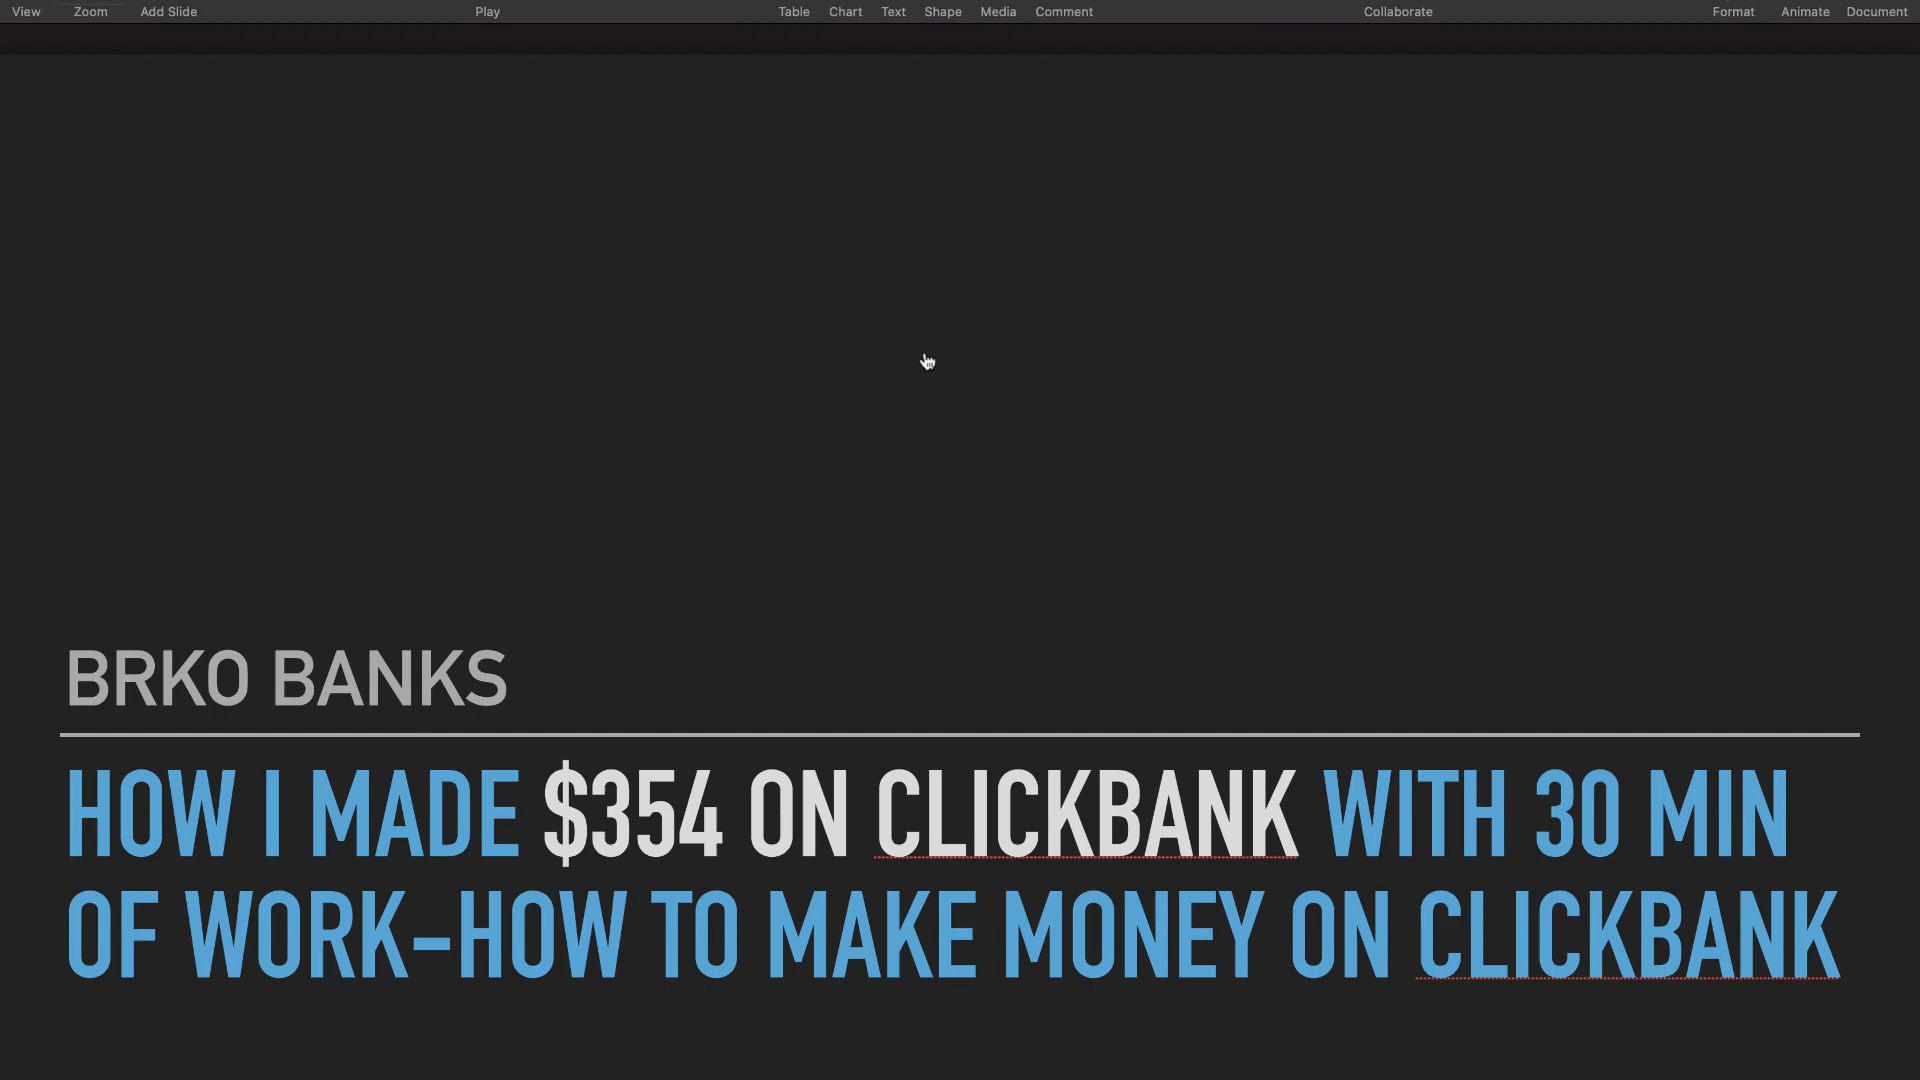 View Zoom Add Slide Play Table Chart Text Shape Media Comment Collaborate Format Animate Document
BRKO BANKS
HOW I MADE $354 ON CLICKBANK WITH 30 MIN
OF WORK-HOW TO MAKE MONEY ON CLICKBANK